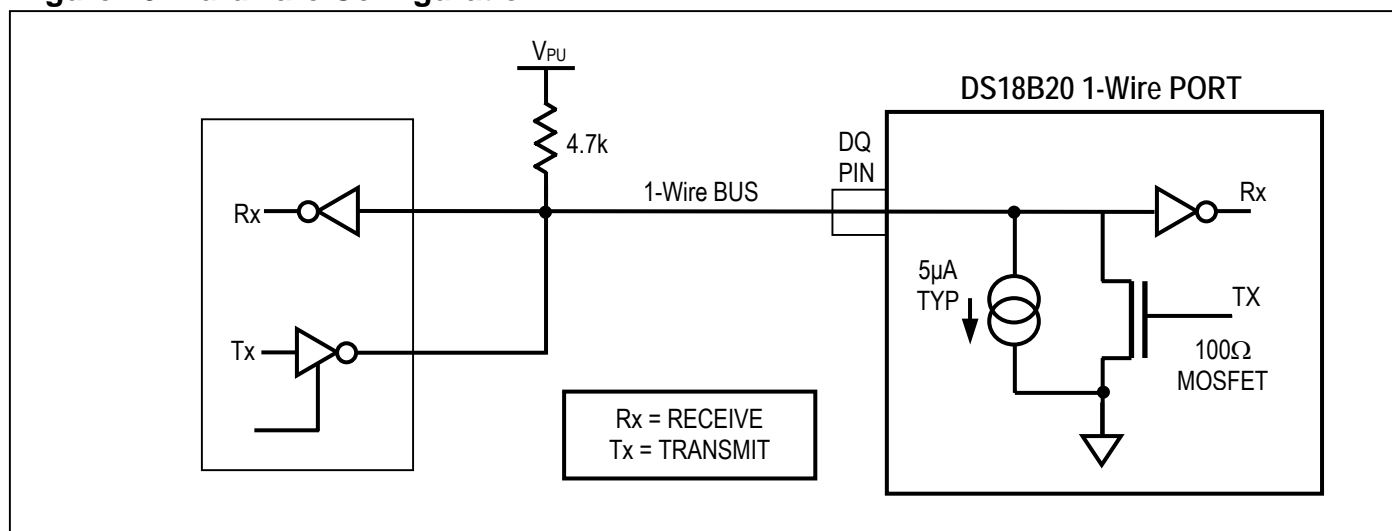 VPU
DS18B20 1-Wire PORT
4.7k
DQ
PIN
1-Wire BUS
Rx
Rx
5µA
TYP
TX
Tx
100Ω
MOSFET
Rx = RECEIVE
Tx = TRANSMIT